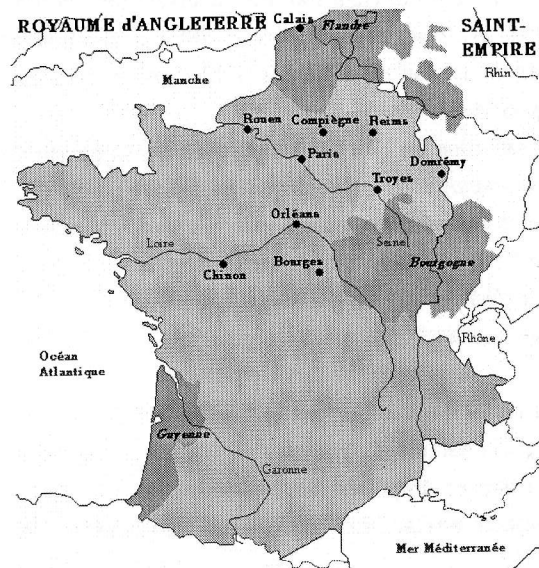 ROYAUME d'ANGLETERRE
Calais
Flandre
SAINT-
EMPIRE
Manche
Rhin
Rouen
Compiègne
Reims
Paris
Domrémy
Troyes
Orléans
Loire
Seine
Chinon
Bourges
Bourgogne
Rhône
Océan
Atlantique
Guyenne
Garonne
Mer Méditerranée